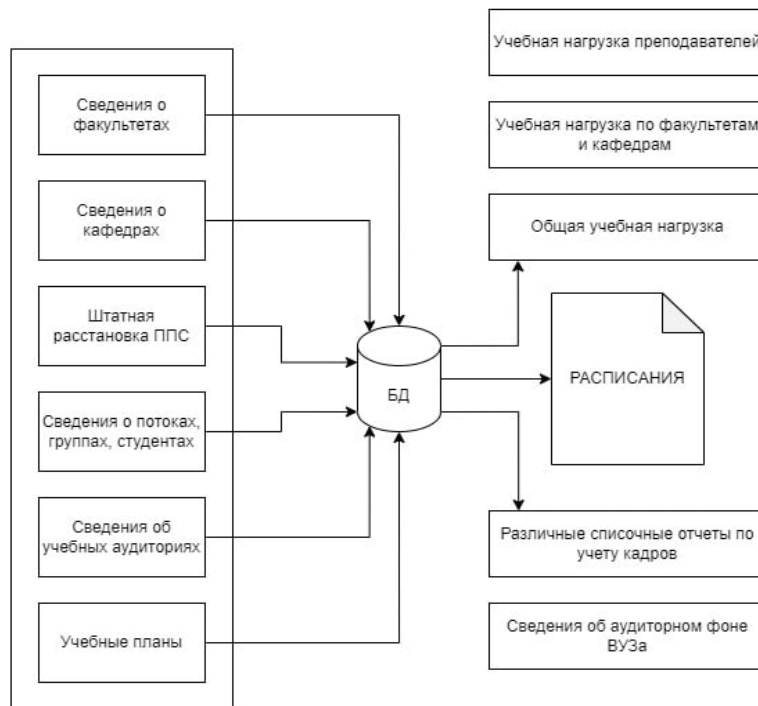 Сведения о
факультетах
Сведения о
кафедрах
Штатная
расстановка ППС
Сведения о потоках,
группах, студентах
Сведения об
учебных аудиториях
Учебные планы
БД
Учебная нагрузка преподавателей
Учебная нагрузка по факультетам
и кафедрам
Общая учебная нагрузка
РАСПИСАНИЯ
Различные списочные отчеты по
учету кадров
Сведения об аудиторном фоне
ВУЗа